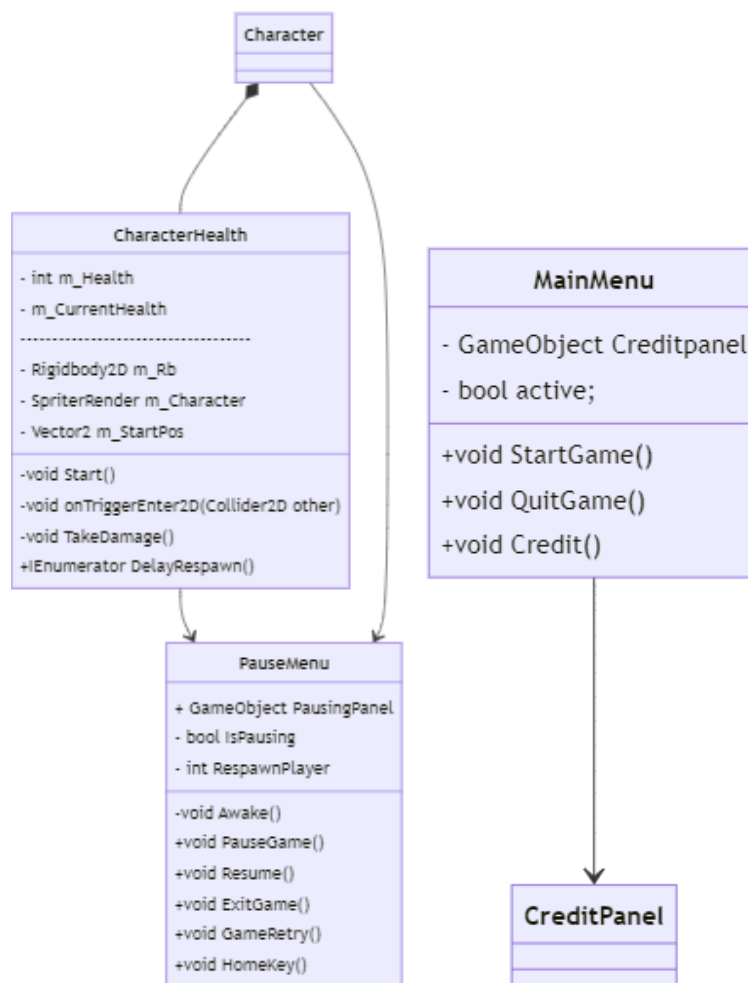 Character
CharacterHealth
- int m_Health
- m_CurrentHealth
-------------------------------------
- Rigidbody2D m_Rb
- SpriterRender m_Character
- Vector2 m_StartPos
-void Start()
-void onTriggerEnter2D(Collider2D other)
-void TakeDamage()
+IEnumerator DelayRespawn()
MainMenu
- GameObject Creditpanel
- bool active;
+void StartGame()
+void QuitGame()
+void Credit()
PauseMenu
+ GameObject PausingPanel
- bool IsPausing
- int RespawnPlayer
-void Awake()
+void PauseGame()
+void Resume()
+void ExitGame()
+void GameRetry()
+void HomeKey()
CreditPanel